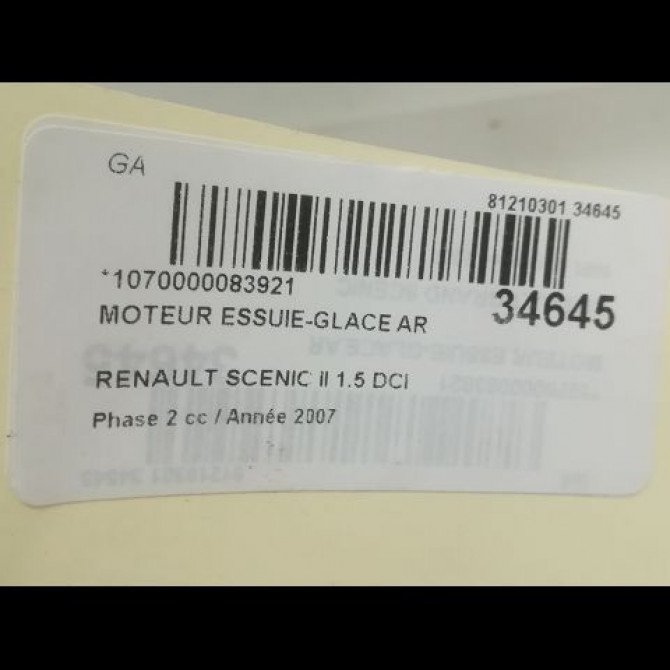 GA
81210301 34645
*1070000083921
34645
MOTEUR ESSUIE-GLACE AR
RENAULT SCENIC II 1.5 DCI
Phase 2 cc / Année 2007